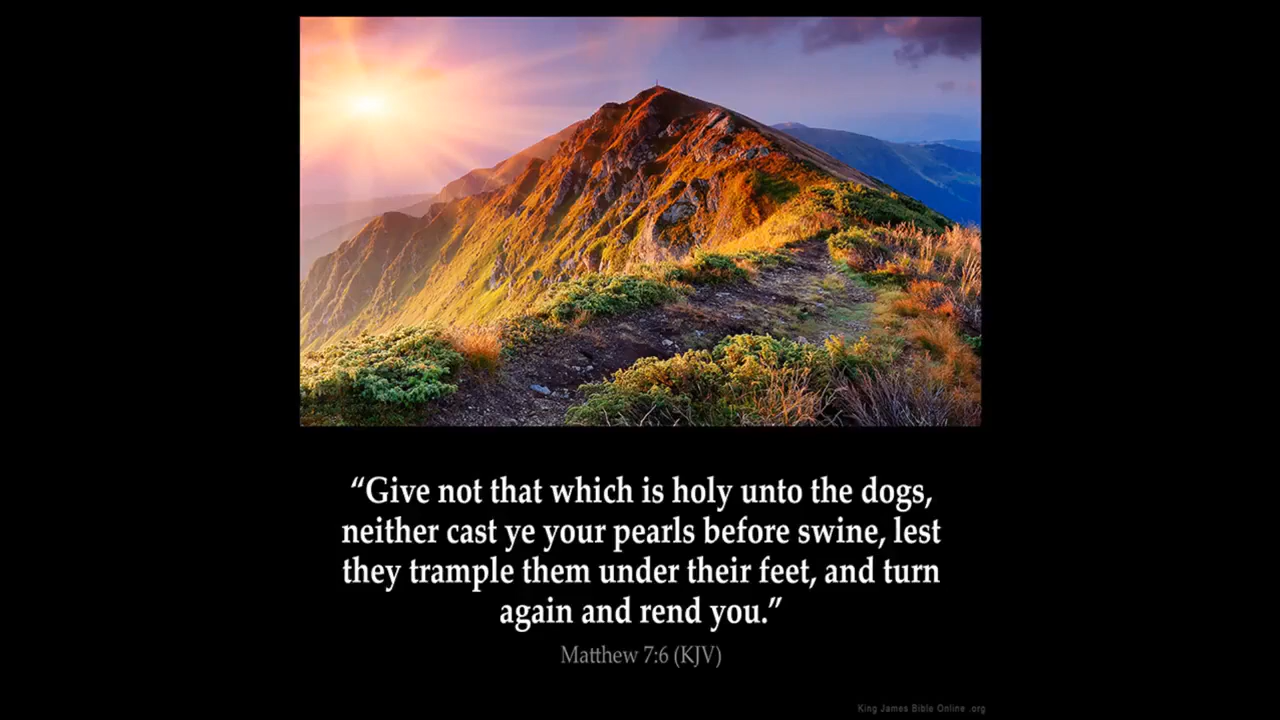 “Give not that which is holy unto the dogs,
neither cast ye your pearls before swine, lest
they trample them under their feet, and turn
again and rend you.”
Matthew 7:6 (KJV)
King James Bible Online .org